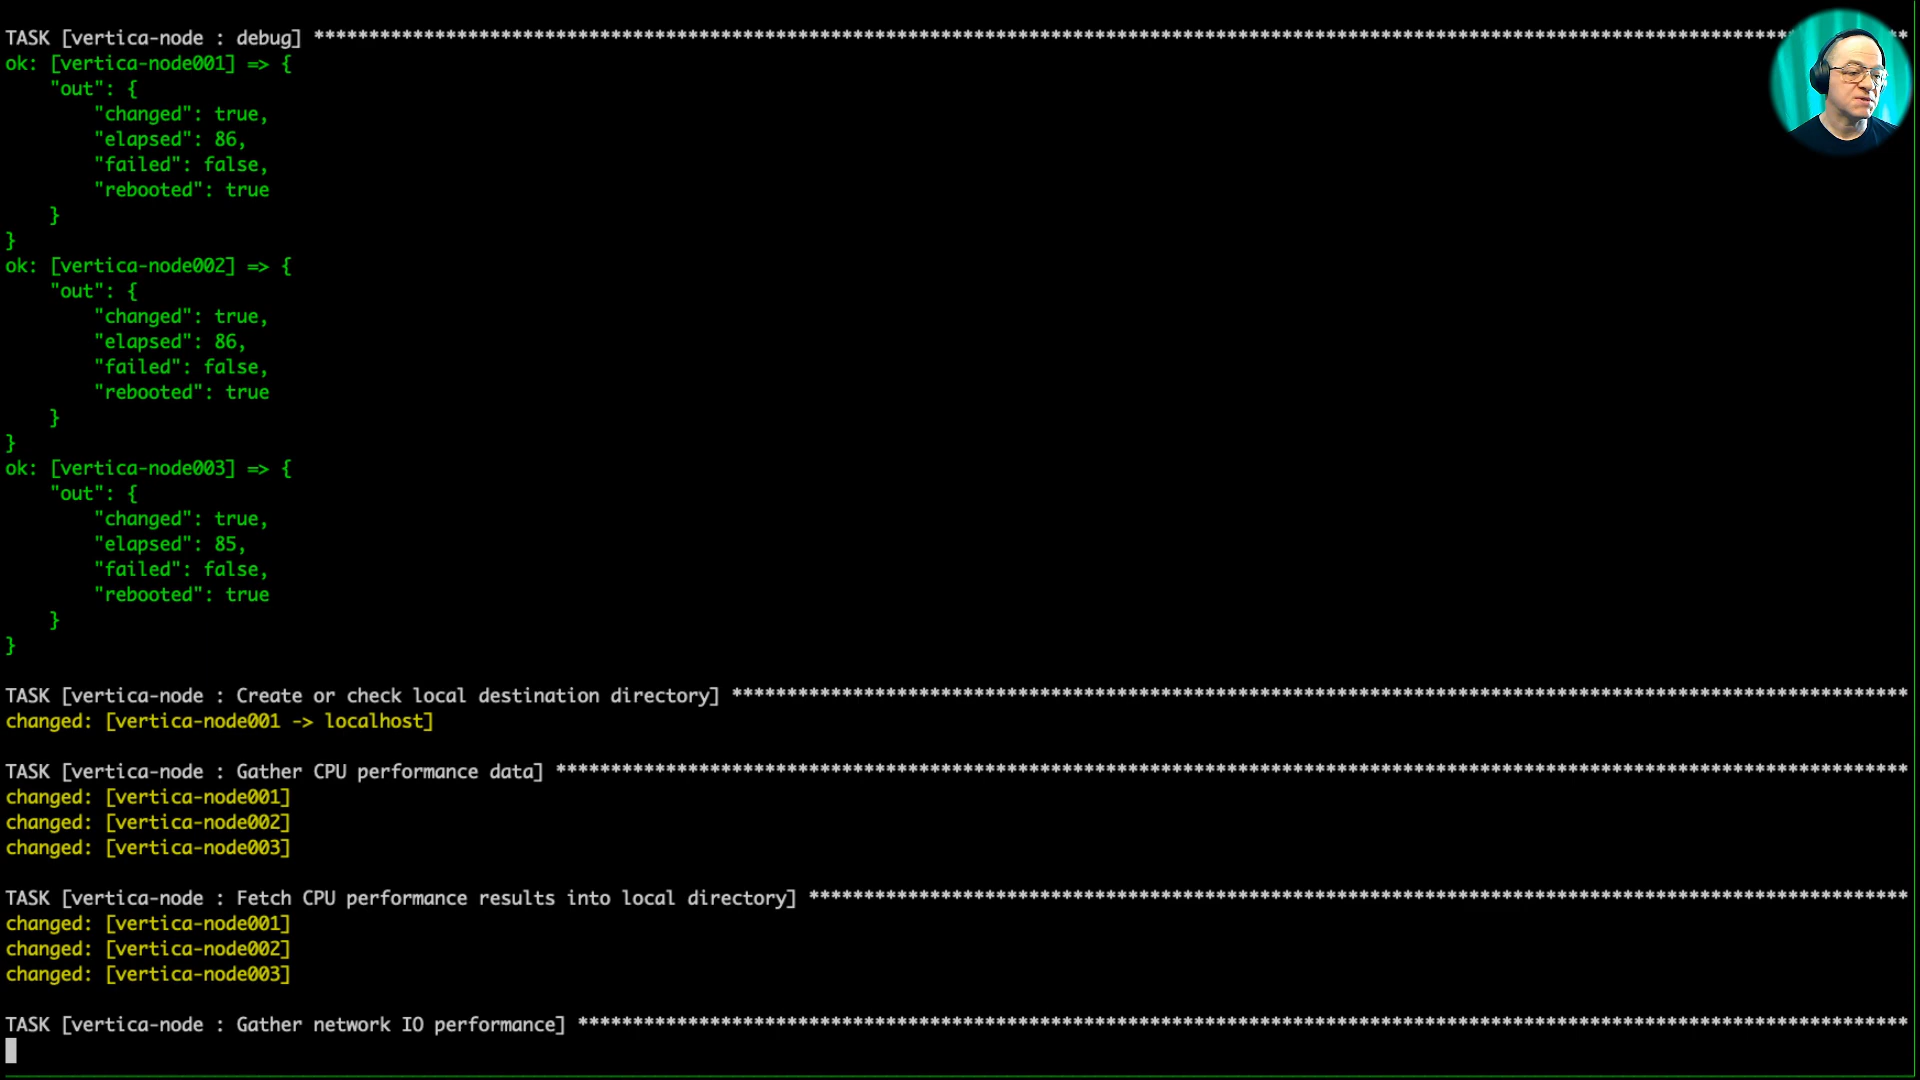 TASK [vertica-node : debug] ****************************************************************************************************************************************
ok: [vertica-node001] => {
    "out": {
        "changed": true,
        "elapsed": 86,
        "failed": false,
        "rebooted": true
    }
}
ok: [vertica-node002] => {
    "out": {
        "changed": true,
        "elapsed": 86,
        "failed": false,
        "rebooted": true
    }
}
ok: [vertica-node003] => {
    "out": {
        "changed": true,
        "elapsed": 85,
        "failed": false,
        "rebooted": true
    }
}
TASK [vertica-node : Create or check local destination directory] ***********************************************************************************************************
changed: [vertica-node001 -> localhost]
TASK [vertica-node : Gather CPU performance data] ***************************************************************************************************************************
changed: [vertica-node001]
changed: [vertica-node002]
changed: [vertica-node003]
TASK [vertica-node : Fetch CPU performance results into local directory] ****************************************************************************************************
changed: [vertica-node001]
changed: [vertica-node002]
changed: [vertica-node003]
TASK [vertica-node : Gather network IO performance] *************************************************************************************************************************